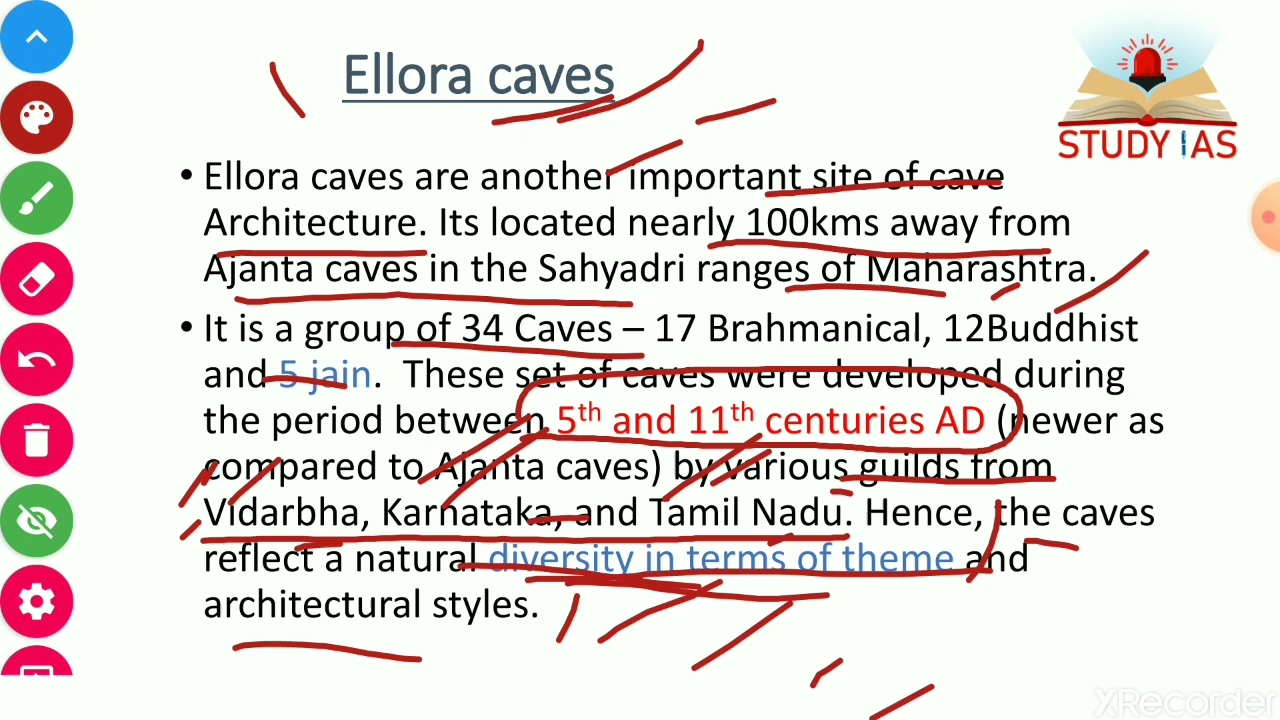 Ellora caves
STUDY IAS
• Ellora caves are another important site of cave
Architecture. Its located nearly 100kms away from
Ajanta caves in the Sahyadri ranges of Maharashtra.
• It is a group of 34 Caves – 17 Brahmanical, 12Buddhist
and 5 jain. These set of caves were developed during
the period between 5th and 11th centuries AD (newer as
compared to Ajanta caves) by various guilds from
Vidarbha, Karnataka, and Tamil Nadu. Hence, the caves
reflect a natural diversity in terms of theme and
architectural styles.
XRecorder